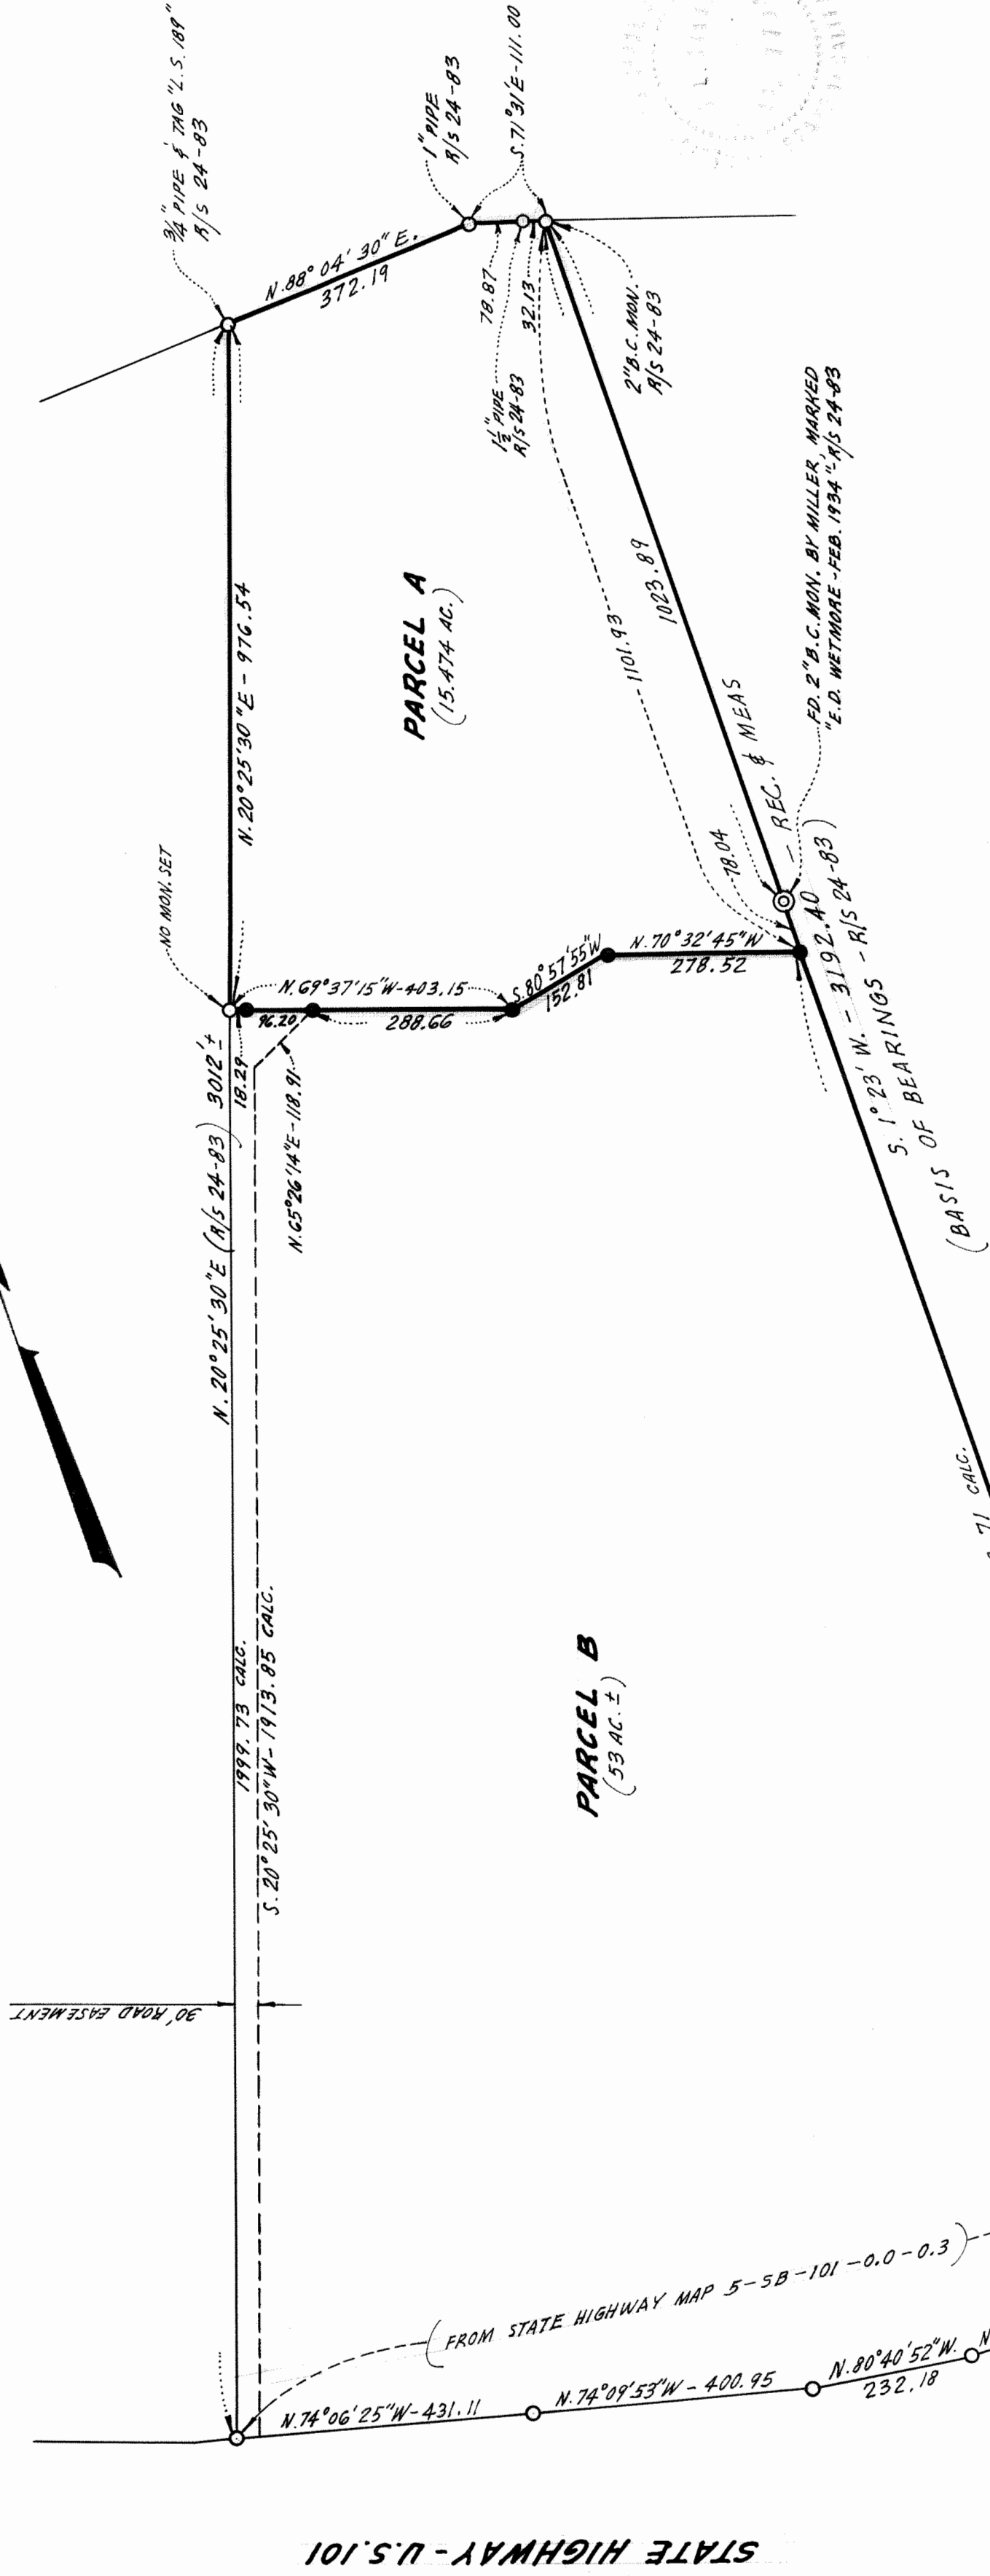 3/4" PIPE & TAG "L.S. 189"
R/S 24-83
1" PIPE
R/S 24-83
S.71°31'E-111.00
N.88°04'30"E.
372.19
78.87
32.13
1 1/2" PIPE
R/S 24-83
2" B.C. MON.
R/S 24-83
N.20°25'30"E - 976.54
PARCEL A
(15.474 AC.)
1101.93
1023.89
FD. 2" B.C. MON. BY MILLER, MARKED
"E.D. WETMORE - FEB. 1934" - R/S 24-83
NO MON. SET
78.04
S. 1°23' W. - 3192.40 - REC. & MEAS
(BASIS OF BEARINGS - R/S 24-83)
N.69°37'15"W-403.15
96.20
288.66
S.80°57'55"W
152.81
N.70°32'45"W
278.52
18.29
N.65°26'14"E-118.91
N.20°25'30"E (R/S 24-83) 3012'±
71 CALC.
1999.73 CALC.
S.20°25'30"W-1913.85 CALC.
PARCEL B
(53 AC.±)
30' ROAD EASEMENT
(FROM STATE HIGHWAY MAP 5-SB-101-0.0-0.3)
N.74°06'25"W-431.11
N.74°09'53"W-400.95
N.80°40'52"W.
232.18
N
STATE HIGHWAY - U.S.101